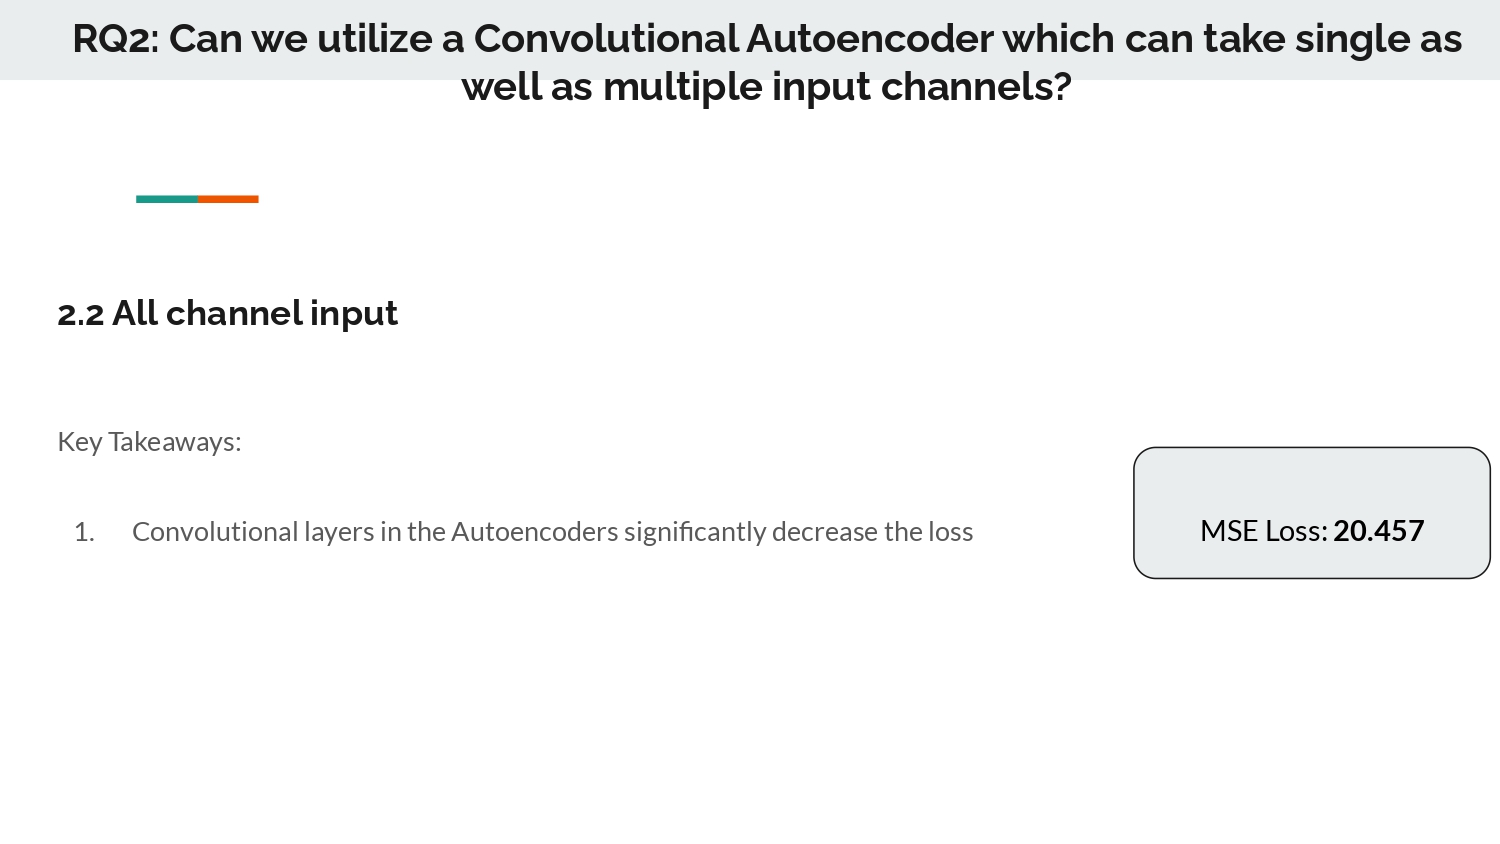 RQ2: Can we utilize a Convolutional Autoencoder which can take single as
well as multiple input channels?
2.2 All channel input
Key Takeaways:
1. Convolutional layers in the Autoencoders significantly decrease the loss
MSE Loss: 20.457